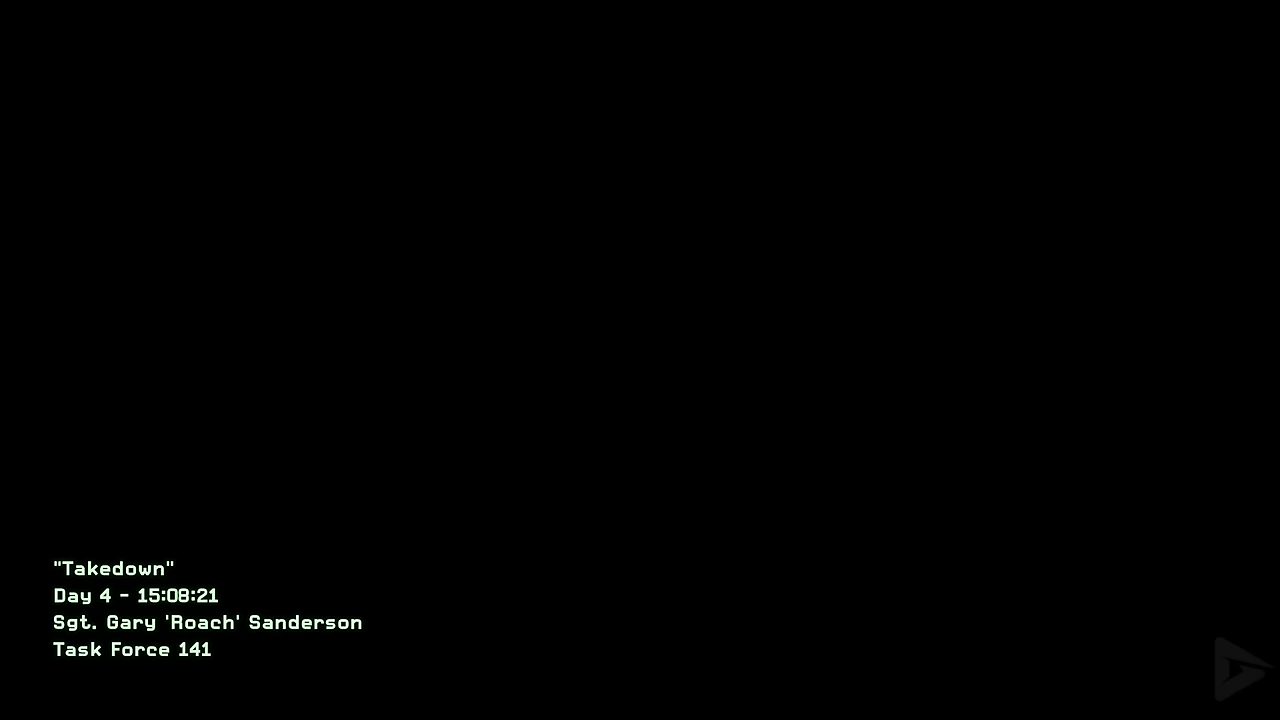 "Takedown"
Day 4 - 15:08:21
Sgt. Gary 'Roach' Sanderson
Task Force 141